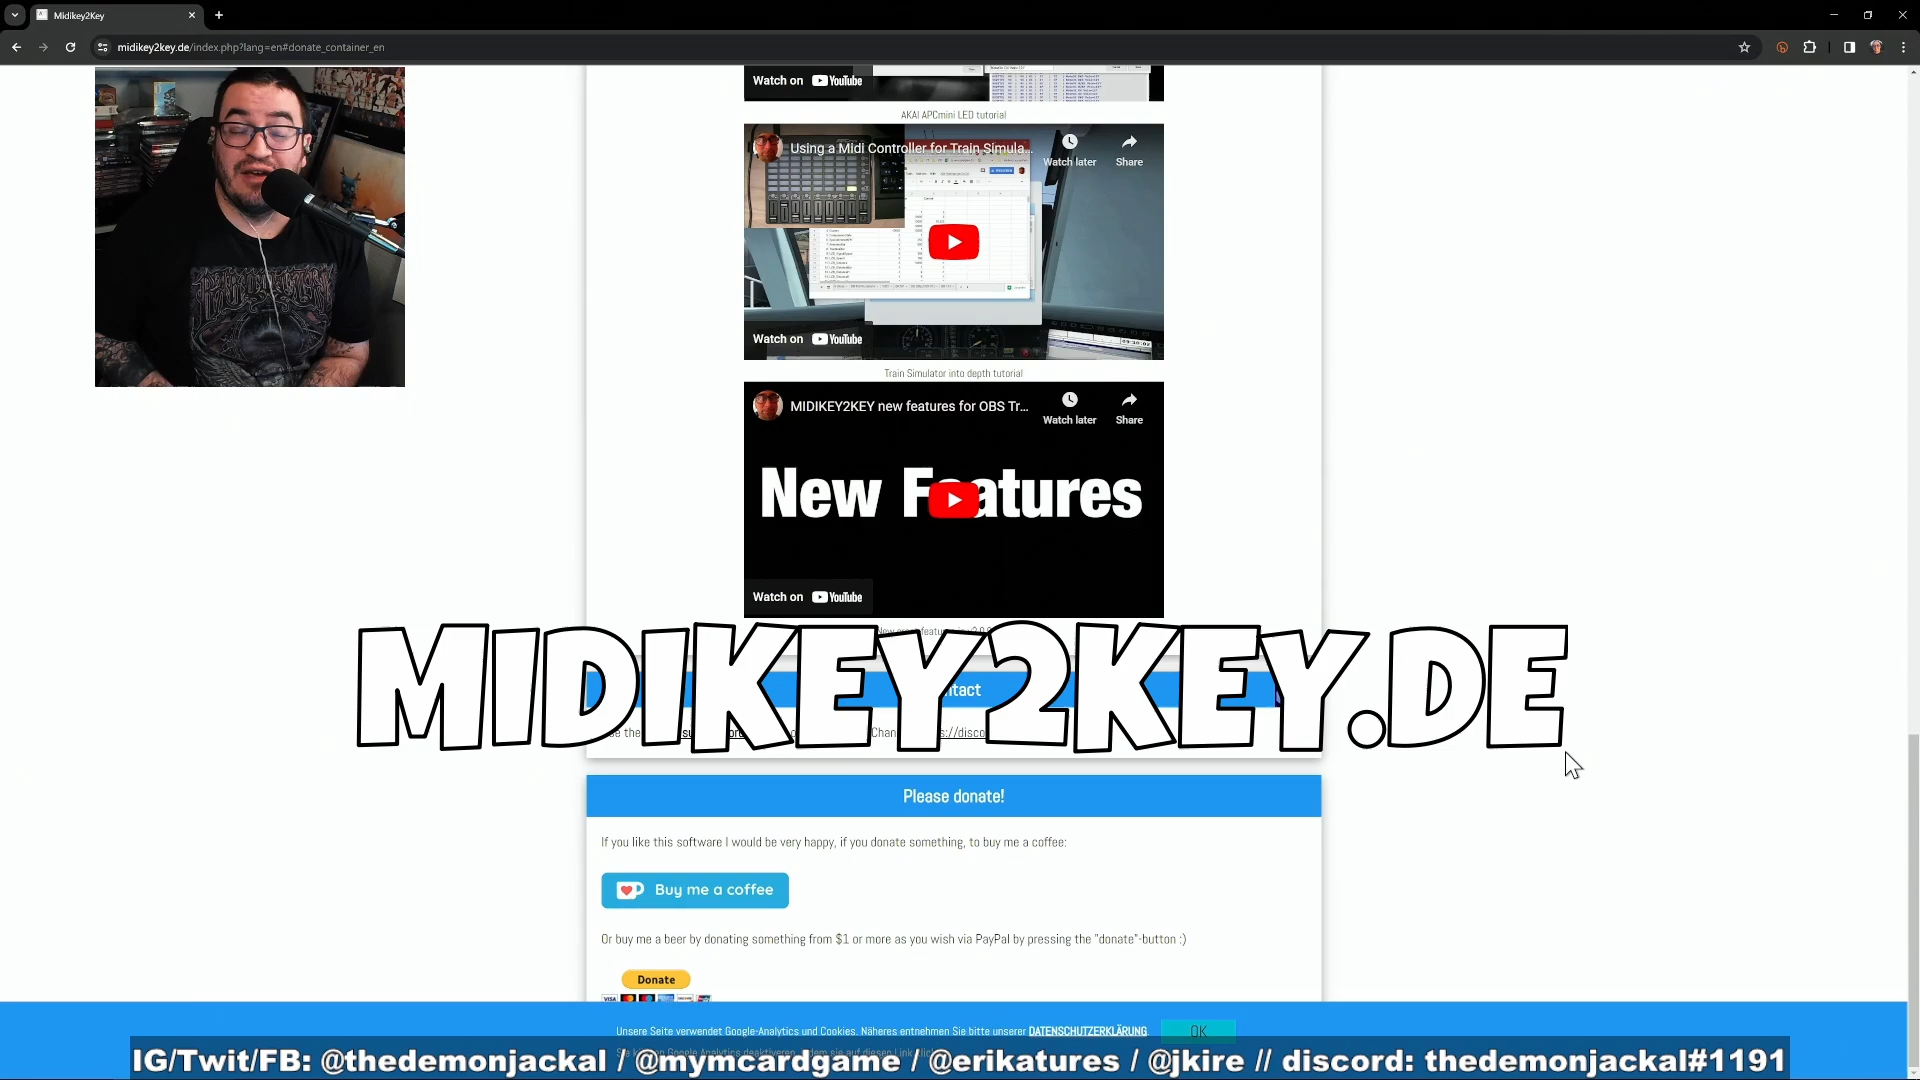 Midikey2Key
midikey2key.de/index.php?lang=en#donate_container_en
Watch on YouTube
AKAI APCmini LED tutorial
Using a Midi Controller for Train Simula...
Watch later
Share
Watch on YouTube
Train Simulator into depth tutorial
MIDIKEY2KEY new features for OBS Tr...
Watch later
Share
New Features
Watch on YouTube
MIDIKEY2KEY.DE
Please donate!
If you like this software I would be very happy, if you donate something, to buy me a coffee:
Buy me a coffee
Or buy me a beer by donating something from $1 or more as you wish via PayPal by pressing the "donate"-button :)
Donate
VISA
Unsere Seite verwendet Google-Analytics und Cookies. Näheres entnehmen Sie bitte unserer DATENSCHUTZERKLÄRUNG.
OK
IG/Twit/FB: @thedemonjackal / @mymcardgame / @erikatures / @jkire // discord: thedemonjackal#1191